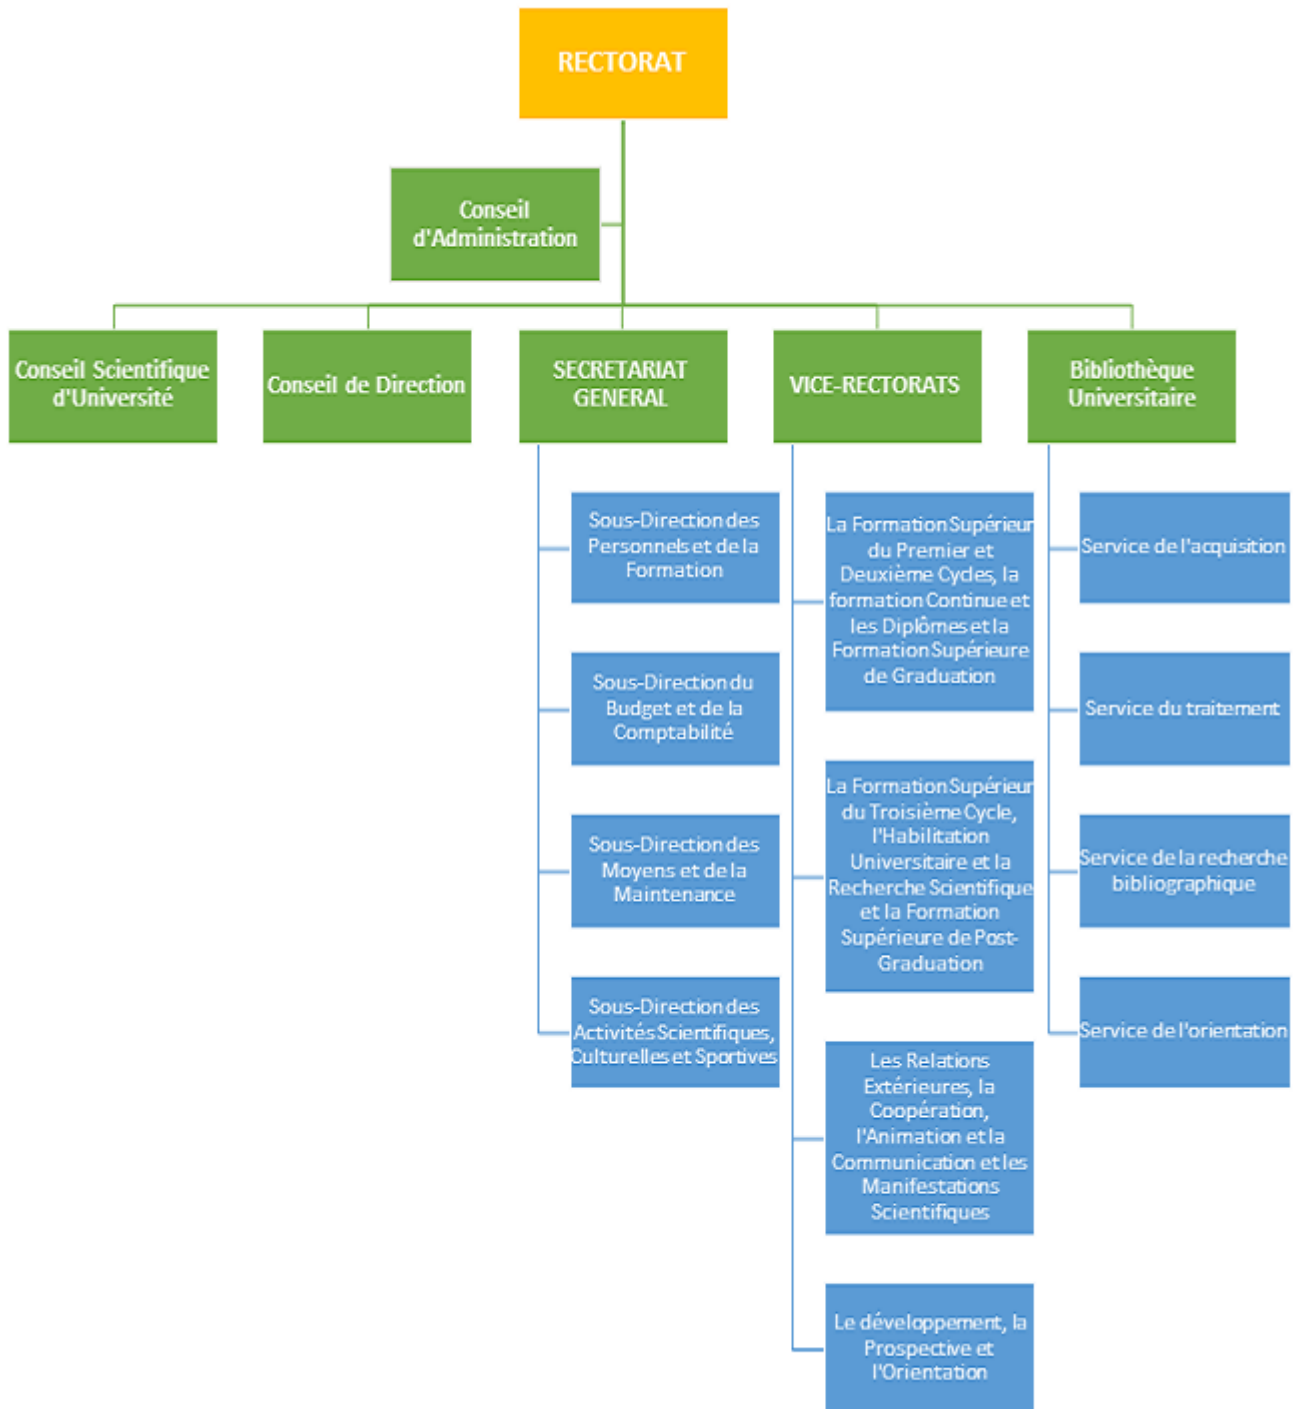 RECTORAT
Conseil
d'Administration
Conseil Scientifique
d'Université
Conseil de Direction
SECRETARIAT
GENERAL
VICE-RECTORATS
Bibliothèque
Universitaire
Sous-Direction des
Personnels et de la
Formation
Sous-Direction du
Budget et de la
Comptabilité
Sous-Direction des
Moyens et de la
Maintenance
Sous-Direction des
Activités Scientifiques,
Culturelles et Sportives
La Formation Supérieur
du Premier et
Deuxième Cycles, la
formation Continue et
les Diplômes et la
Formation Supérieure
de Graduation
La Formation Supérieur
du Troisième Cycle,
l'Habilitation
Universitaire et la
Recherche Scientifique
et la Formation
Supérieure de Post-
Graduation
Les Relations
Extérieures, la
Coopération,
l'Animation et la
Communication et les
Manifestations
Scientifiques
Le développement, la
Prospective et
l'Orientation
Service de l'acquisition
Service du traitement
Service de la recherche
bibliographique
Service de l'orientation